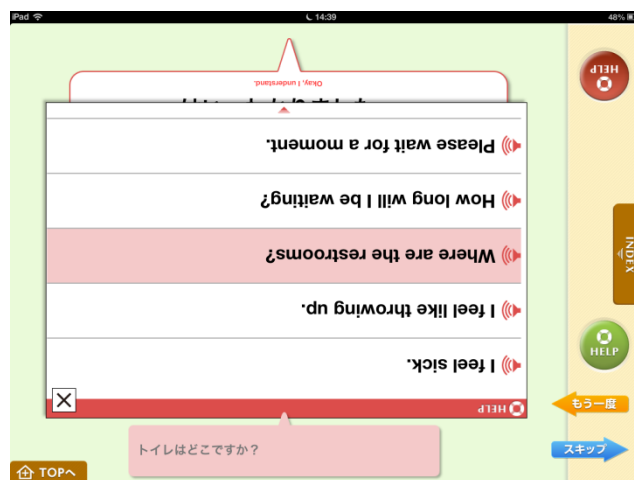 iPad 14:39 48%
HELP
Okay, I understand.
Please wait for a moment.
How long will I be waiting?
Where are the restrooms?
I feel like throwing up.
I feel sick.
HELP
INDEX
HELP
もう一度
スキップ
トイレはどこですか？
TOPへ